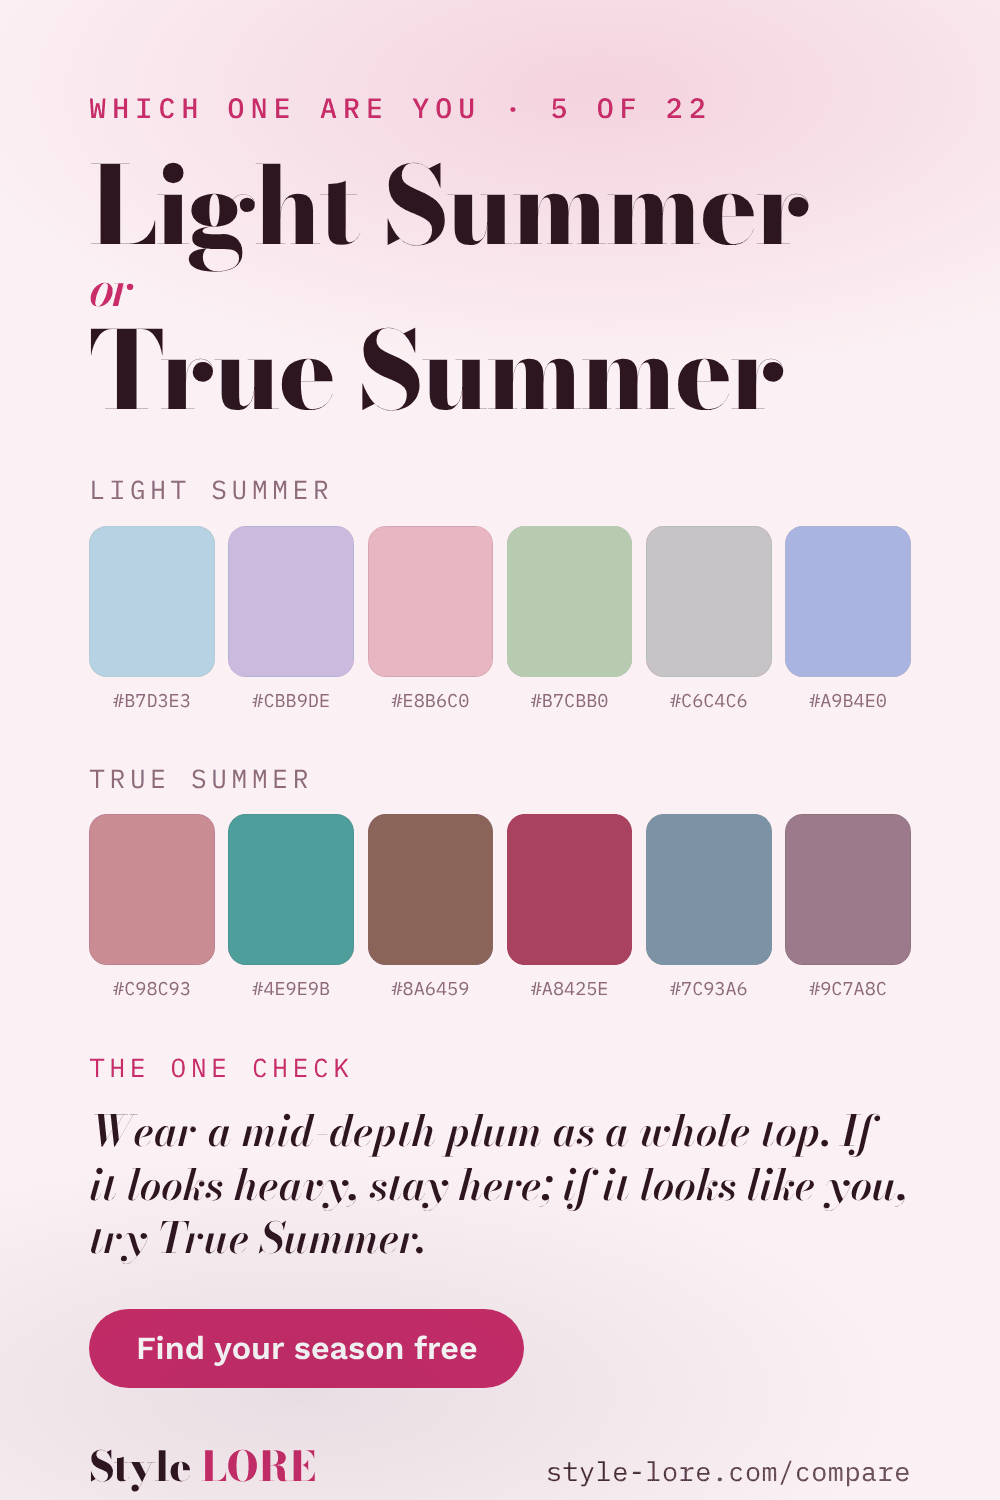 WHICH ONE ARE YOU · 5 OF 22
Light Summer
or
True Summer
LIGHT SUMMER
#B7D3E3 #CBB9DE #E8B6C0 #B7CBB0 #C6C4C6 #A9B4E0
TRUE SUMMER
#C98C93 #4E9E9B #8A6459 #A8425E #7C93A6 #9C7A8C
THE ONE CHECK
Wear a mid-depth plum as a whole top. If
it looks heavy, stay here; if it looks like you,
try True Summer.
Find your season free
Style LORE style-lore.com/compare